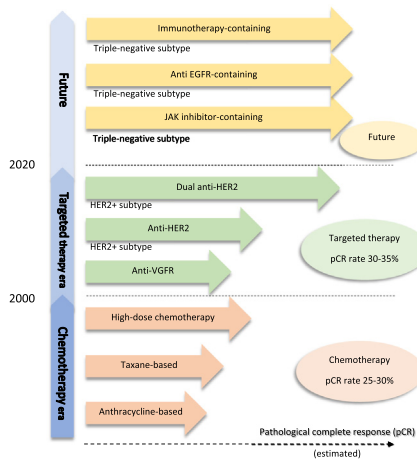 Immunotherapy-containing
Triple-negative subtype
Anti EGFR-containing
Triple-negative subtype
JAK inhibitor-containing
Triple-negative subtype
Future
Future
2020
Dual anti-HER2
HER2+ subtype
Anti-HER2
HER2+ subtype
Anti-VGFR
Targeted therapy era
Targeted therapy
pCR rate 30-35%
2000
High-dose chemotherapy
Taxane-based
Anthracycline-based
Chemotherapy era
Chemotherapy
pCR rate 25-30%
Pathological complete response (pCR)
(estimated)